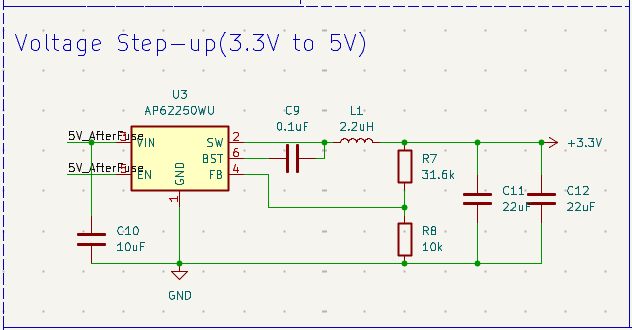 Voltage Step-up(3.3V to 5V)
U3
AP62250WU
C9
0.1uF
L1
2.2uH
5V_AfterFuse
VIN
SW
2
+3.3V
BST
6
R7
31.6k
5V_AfterFuse
EN
GND
FB
4
1
C11
22uF
C12
22uF
C10
10uF
R8
10k
GND